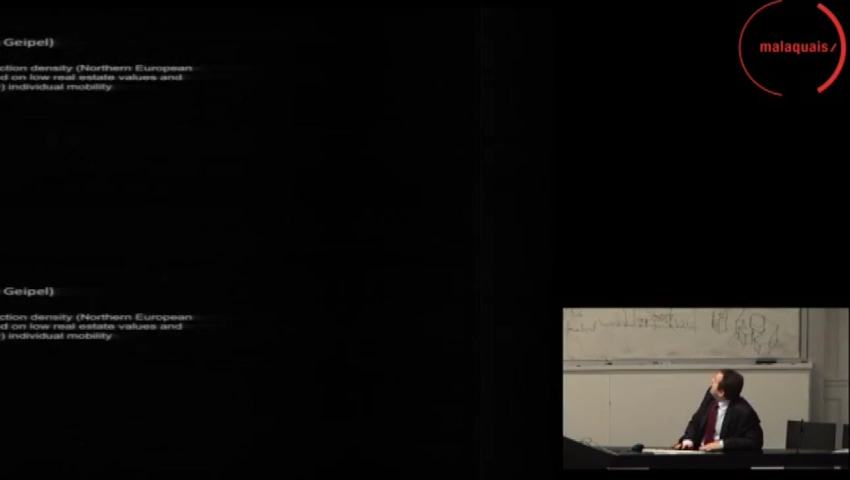 Geipel)
ction density (Northern European
d on low real estate values and
) individual mobility
malaquais/
Geipel)
ction density (Northern European
d on low real estate values and
) individual mobility